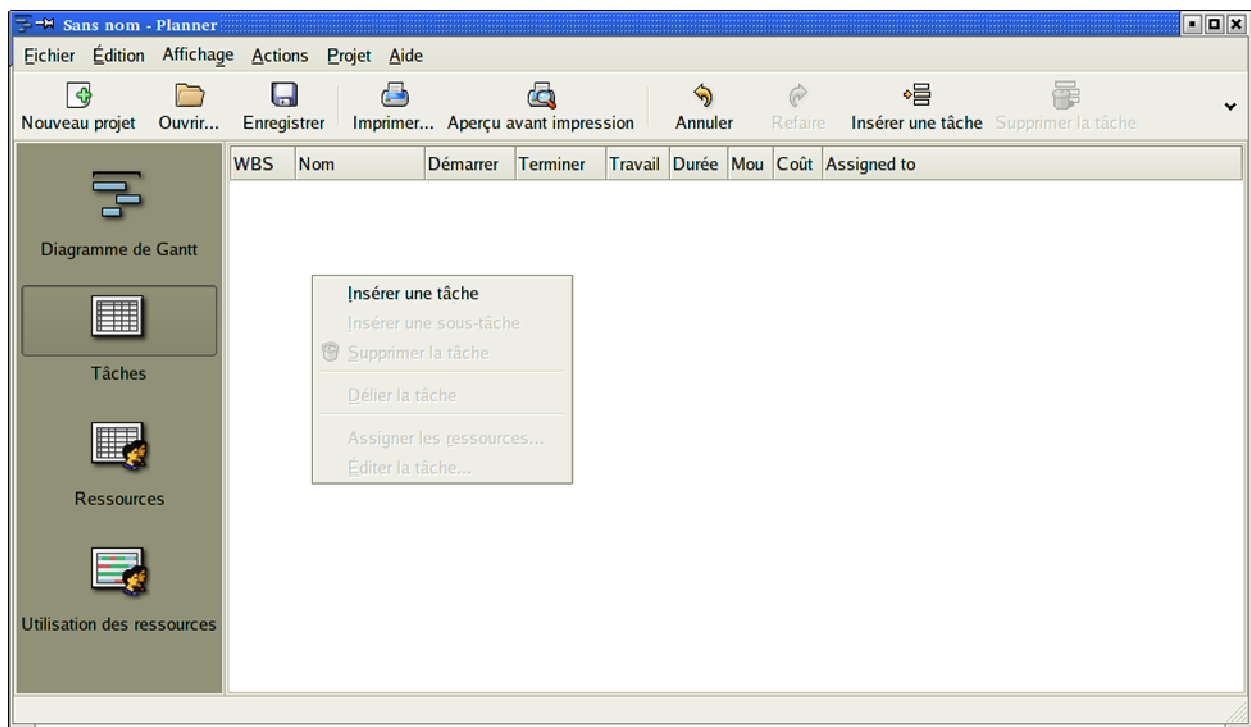 Sans nom - Planner
Fichier Édition Affichage Actions Projet Aide
Nouveau projet Ouvrir... Enregistrer Imprimer... Aperçu avant impression Annuler Refaire Insérer une tâche Supprimer la tâche
WBS Nom Démarrer Terminer Travail Durée Mou Coût Assigned to
Diagramme de Gantt
Tâches
Ressources
Utilisation des ressources
Insérer une tâche
Insérer une sous-tâche
Supprimer la tâche
Délier la tâche
Assigner les ressources...
Éditer la tâche...